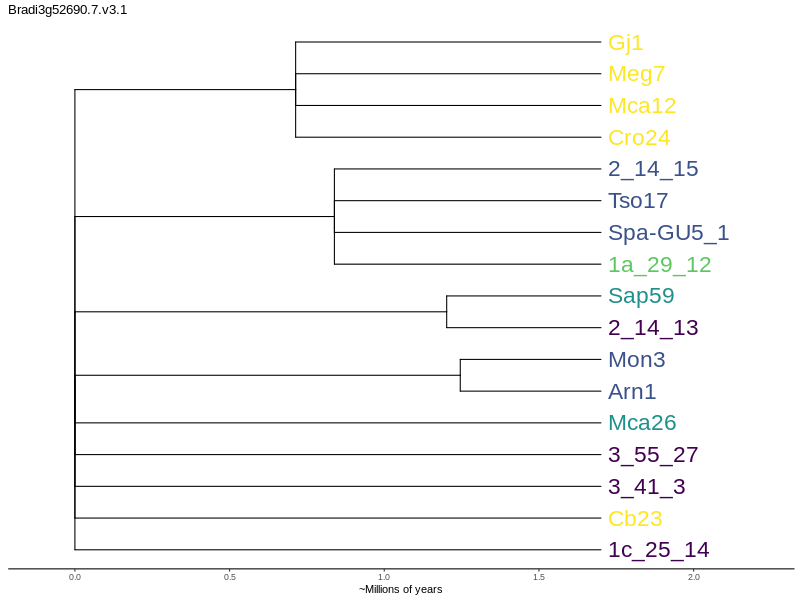 Bradi3g52690.7.v3.1
Gj1
Meg7
Mca12
Cro24
2_14_15
Tso17
Spa-GU5_1
1a_29_12
Sap59
2_14_13
Mon3
Arn1
Mca26
3_55_27
3_41_3
Cb23
1c_25_14
0.0 0.5 1.0 1.5 2.0
~Millions of years